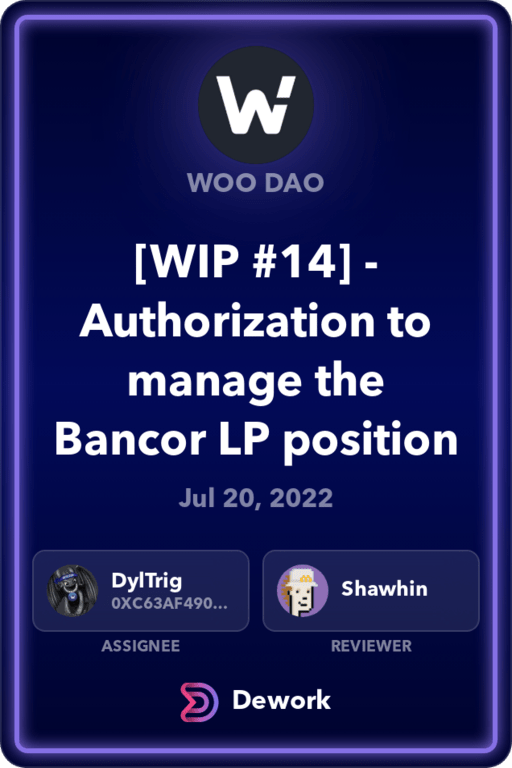 WOO DAO
[WIP #14] -
Authorization to
manage the
Bancor LP position
Jul 20, 2022
DylTrig
0XC63AF490...
Shawhin
ASSIGNEE
REVIEWER
Dework